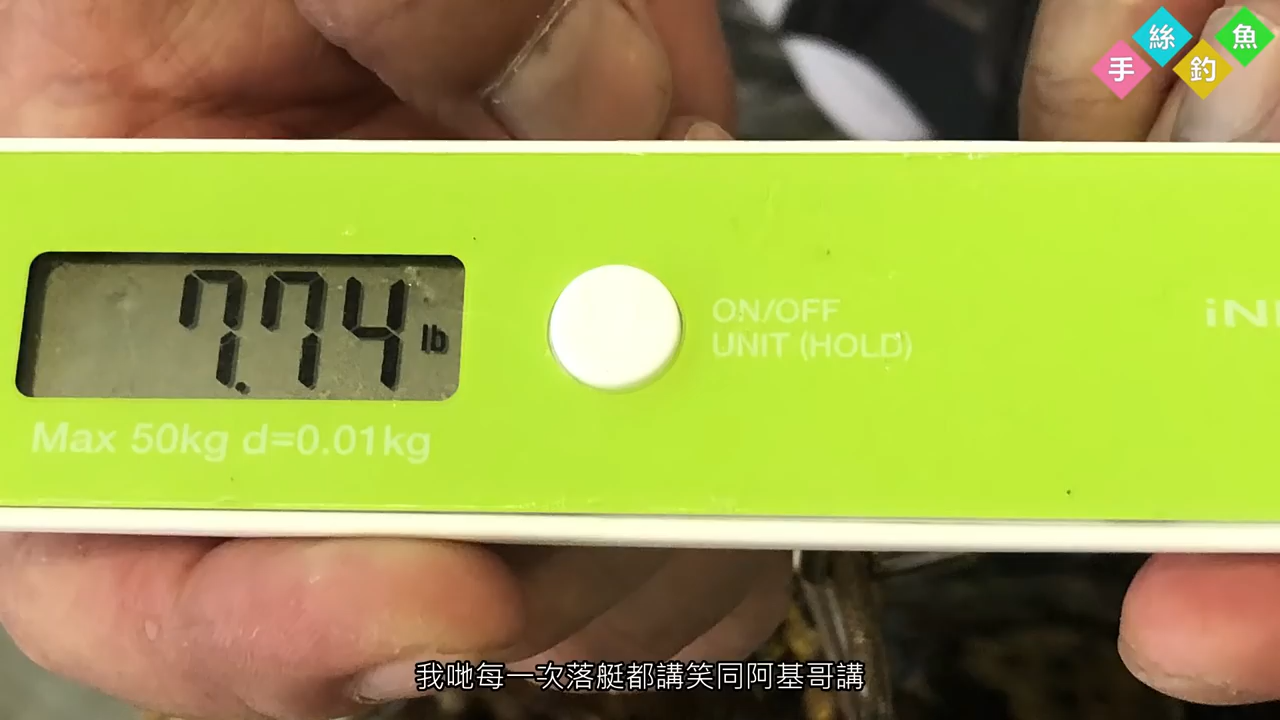 手絲釣魚
7.74 lb
Max 50kg d=0.01kg
ON/OFF
UNIT (HOLD)
我哋每一次落艇都講笑同阿基哥講